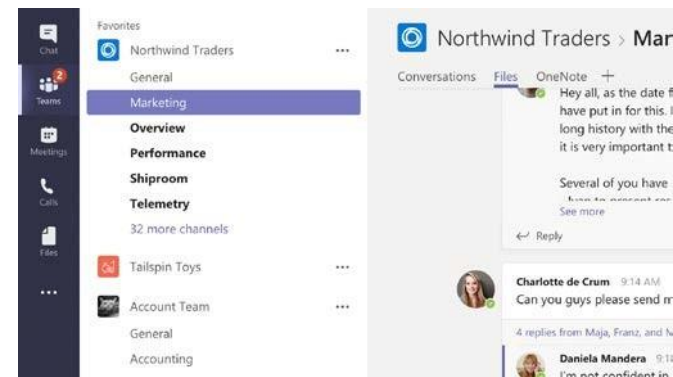 Chat
2
Teams
Meetings
Calls
Files
Favorites
Northwind Traders
General
Marketing
Overview
Performance
Shiproom
Telemetry
32 more channels
Tailspin Toys
Account Team
General
Accounting
Northwind Traders > Mar
Conversations Files OneNote +
Hey all, as the date f
have put in for this. I
long history with the
it is very important t
Several of you have
See more
Reply
Charlotte de Crum 9:14 AM
Can you guys please send m
4 replies from Maja, Franz, and N
Daniela Mandera 9:1
I'm not confident in